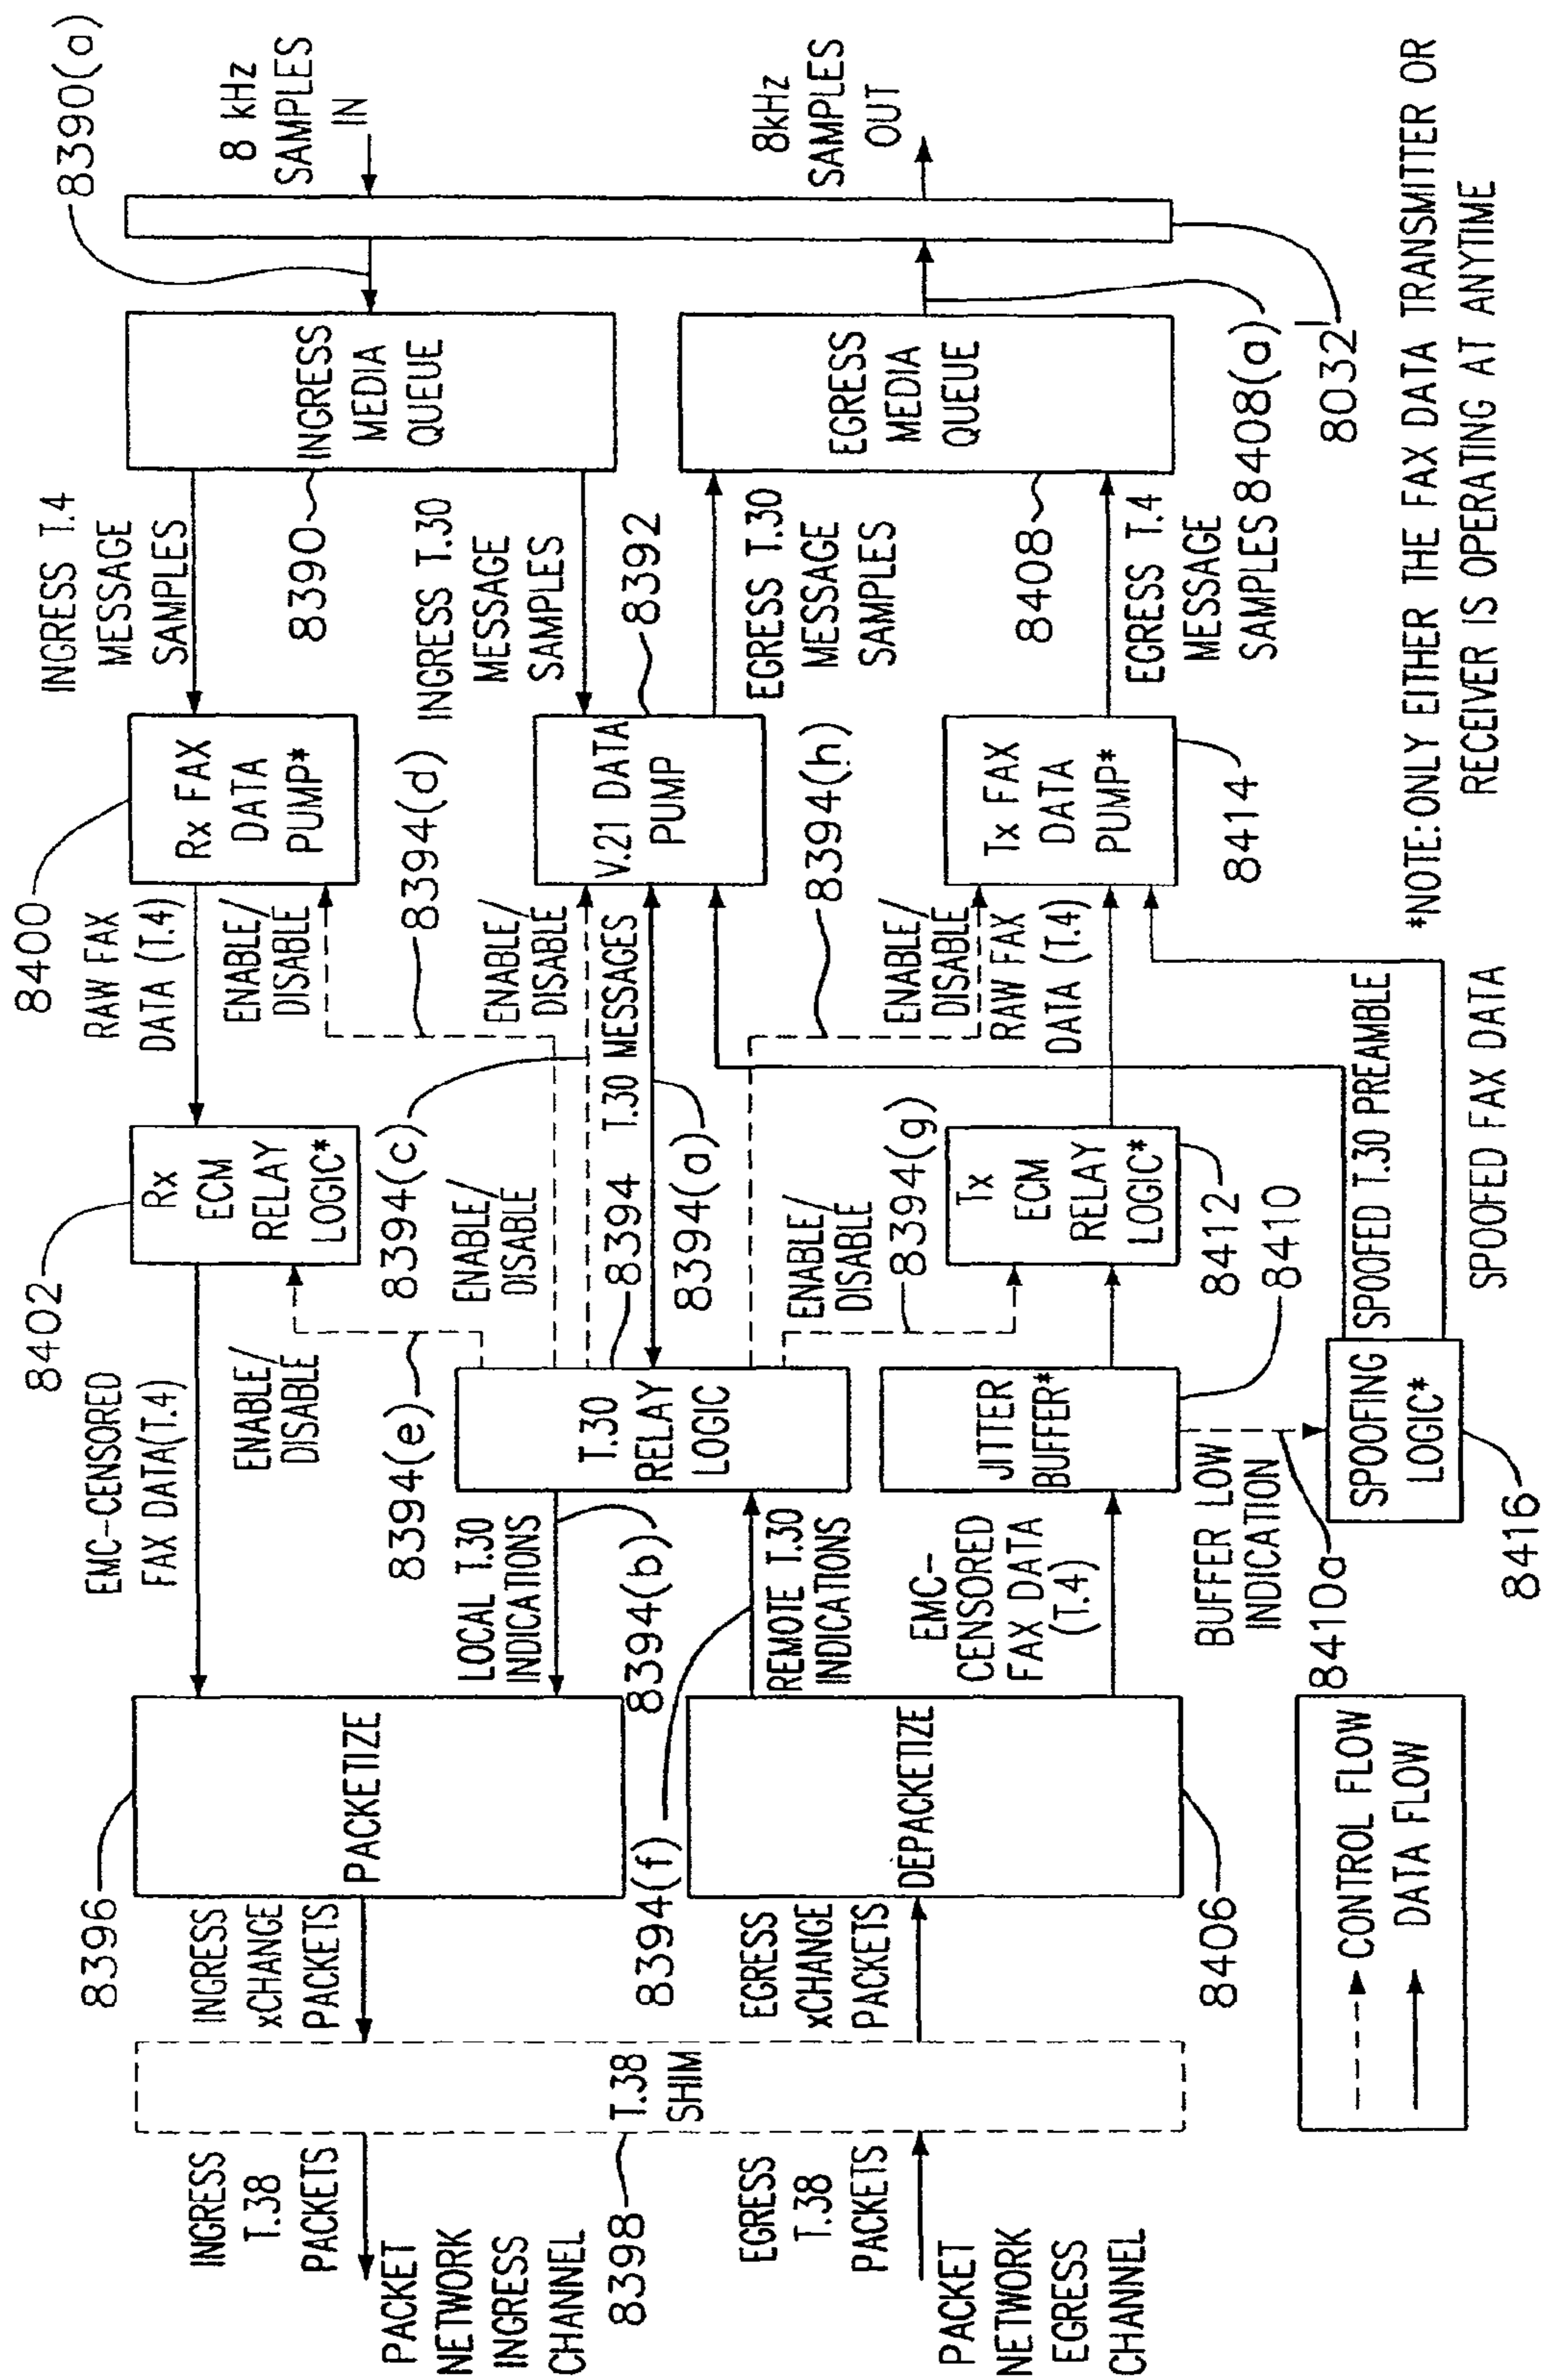 8390(a)
8 kHz
SAMPLES
IN
8kHz
SAMPLES
OUT
INGRESS
MEDIA
QUEUE
8390
EGRESS
MEDIA
QUEUE
8408
8408(a)
8032'
INGRESS T.4
MESSAGE
SAMPLES
INGRESS T.30
MESSAGE
SAMPLES
EGRESS T.30
MESSAGE
SAMPLES
EGRESS T.4
MESSAGE
SAMPLES
8400
Rx FAX
DATA
PUMP*
8394(d)
V.21 DATA
PUMP
8392
8394(h)
Tx FAX
DATA
PUMP*
8414
RAW FAX
DATA (T.4)
ENABLE/
DISABLE
ENABLE/
DISABLE
T.30 MESSAGES
ENABLE/
DISABLE
RAW FAX
DATA (T.4)
8402
Rx
ECM
RELAY
LOGIC*
8394(c)
ENABLE/
DISABLE
8394
8394(a)
ENABLE/
DISABLE
8394(g)
Tx
ECM
RELAY
LOGIC*
8412
8410
SPOOFED T.30 PREAMBLE
SPOOFED FAX DATA
EMC-CENSORED
FAX DATA(T.4)
ENABLE/
DISABLE
8394(e)
T.30
RELAY
LOGIC
JITTER
BUFFER*
SPOOFING
LOGIC*
8416
LOCAL T.30
INDICATIONS
8394(b)
REMOTE T.30
INDICATIONS
EMC-
CENSORED
FAX DATA
(T.4)
BUFFER LOW
INDICATION
8410a
8396
PACKETIZE
8394(f)
DEPACKETIZE
8406
INGRESS
xCHANGE
PACKETS
EGRESS
xCHANGE
PACKETS
T.38
SHIM
8398
INGRESS
T.38
PACKETS
EGRESS
T.38
PACKETS
PACKET
NETWORK
INGRESS
CHANNEL
PACKET
NETWORK
EGRESS
CHANNEL
CONTROL FLOW
DATA FLOW
*NOTE: ONLY EITHER THE FAX DATA TRANSMITTER OR
RECEIVER IS OPERATING AT ANYTIME